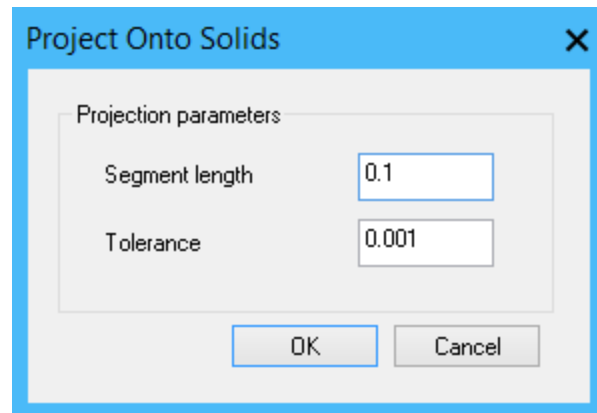 Project Onto Solids
Projection parameters
Segment length 0.1
Tolerance 0.001
OK Cancel